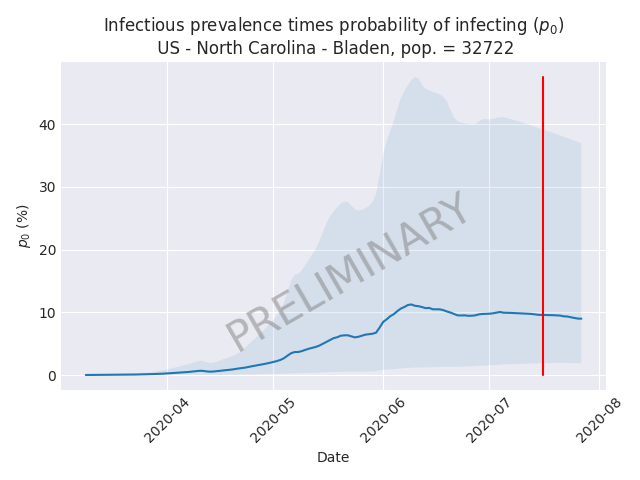 Infectious prevalence times probability of infecting (p0)
US - North Carolina - Bladen, pop. = 32722
40
30
20
10
0
p0 (%)
PRELIMINARY
2020-04
2020-05
2020-06
2020-07
2020-08
Date